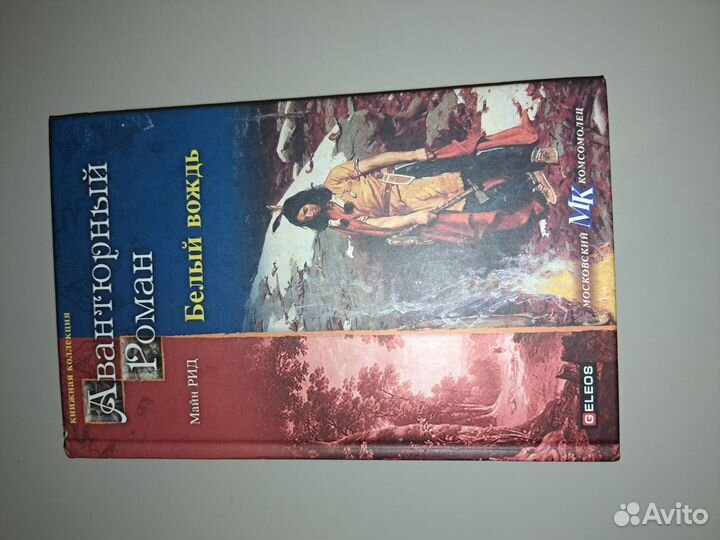 книжная коллекция
Авантюрный
Роман
Майн РИД
Белый вождь
GELEOS
МОСКОВСКИЙ МК КОМСОМОЛЕЦ
Avito